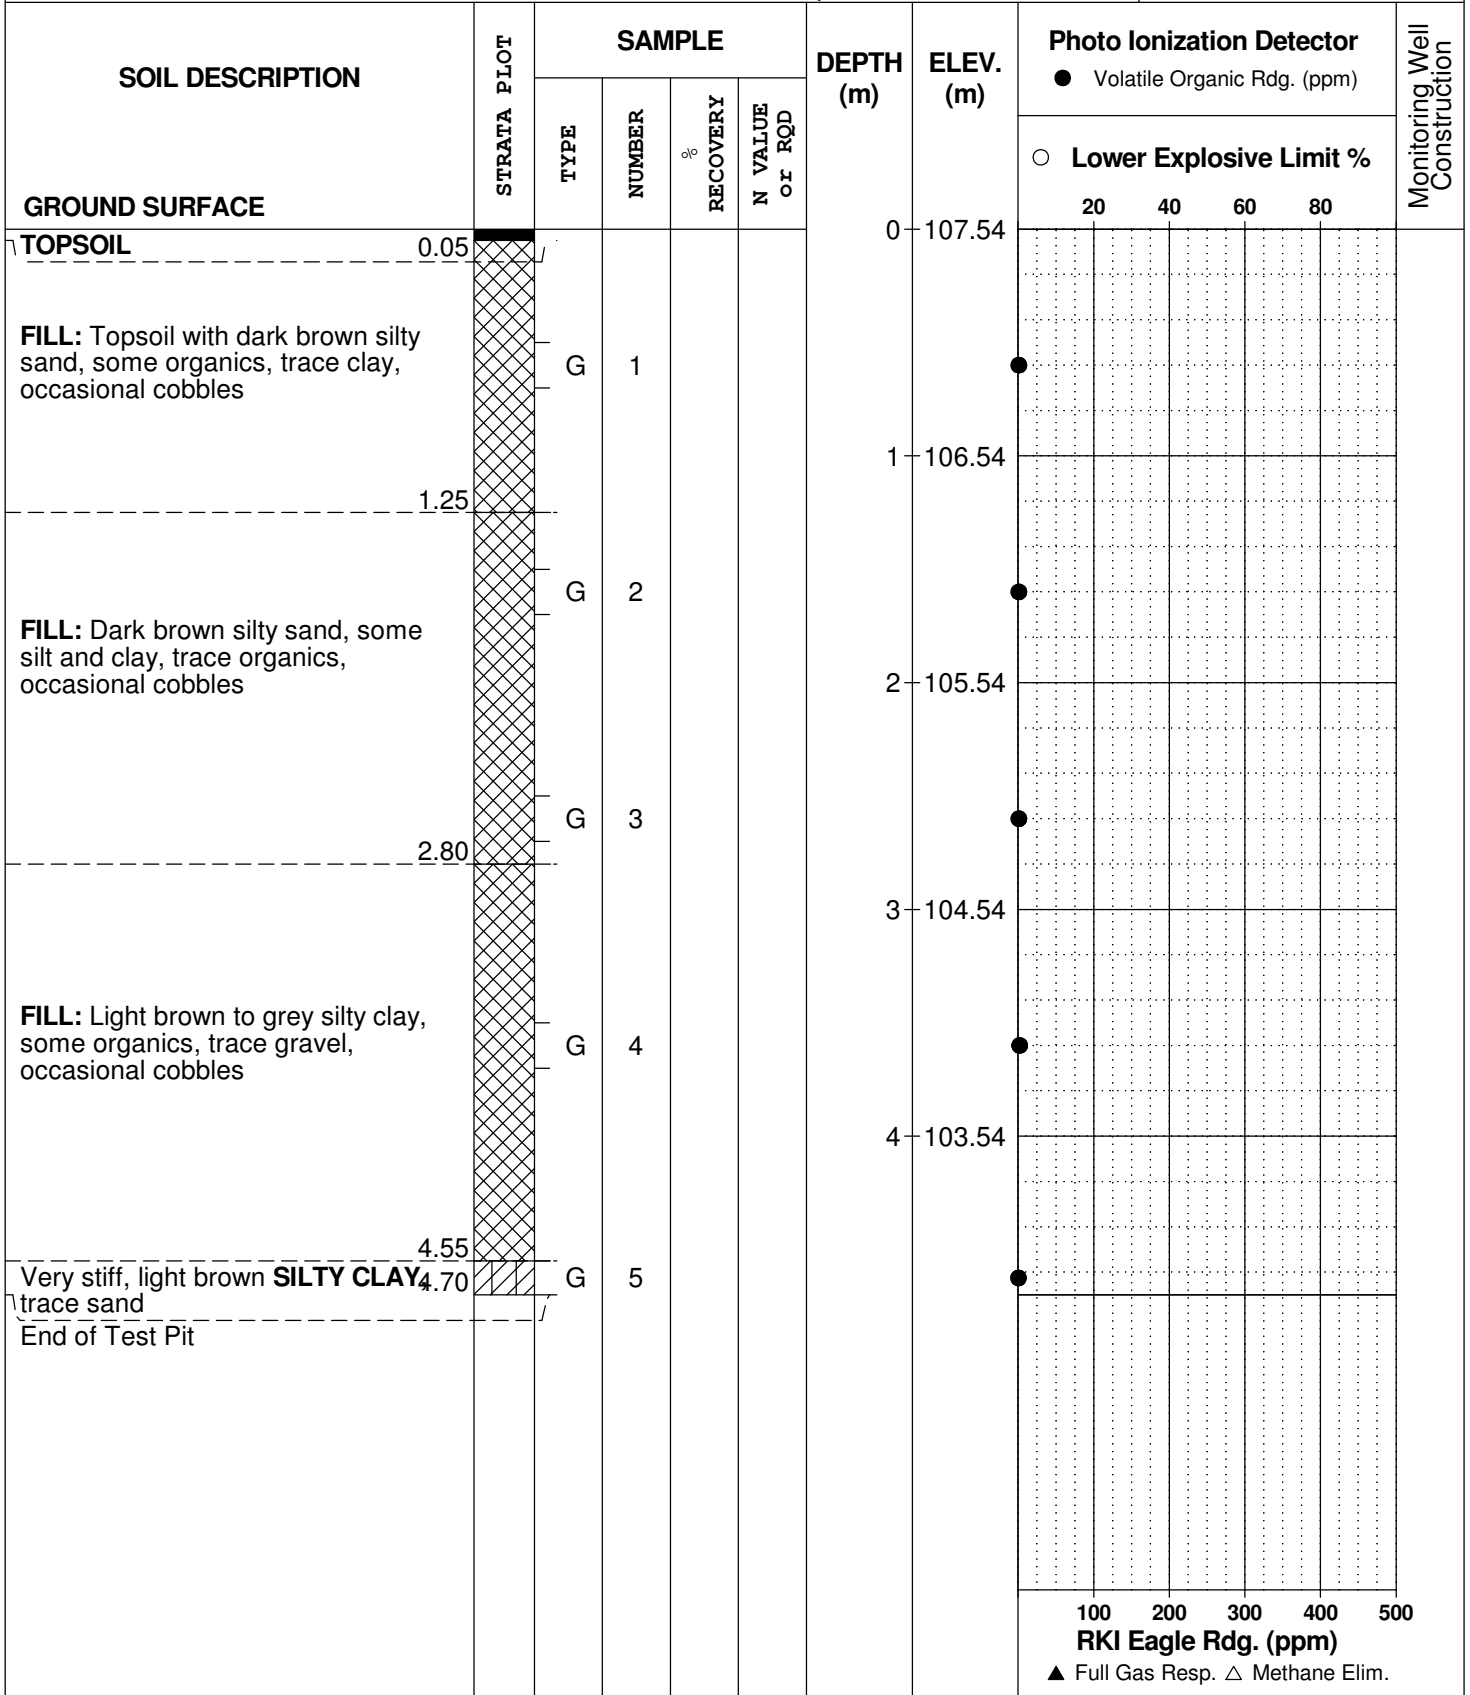 SOIL DESCRIPTION
GROUND SURFACE
STRATA PLOT
SAMPLE
TYPE
NUMBER
%
RECOVERY
N VALUE
or RQD
DEPTH
(m)
ELEV.
(m)
Photo Ionization Detector
● Volatile Organic Rdg. (ppm)
○ Lower Explosive Limit %
20 40 60 80
Monitoring Well
Construction
0 107.54
TOPSOIL 0.05
FILL: Topsoil with dark brown silty
sand, some organics, trace clay,
occasional cobbles
G 1
1 106.54
1.25
G 2
FILL: Dark brown silty sand, some
silt and clay, trace organics,
occasional cobbles
2 105.54
G 3
2.80
3 104.54
FILL: Light brown to grey silty clay,
some organics, trace gravel,
occasional cobbles
G 4
4 103.54
4.55
Very stiff, light brown SILTY CLAY, 4.70
trace sand
G 5
End of Test Pit
100 200 300 400 500
RKI Eagle Rdg. (ppm)
▲ Full Gas Resp. △ Methane Elim.